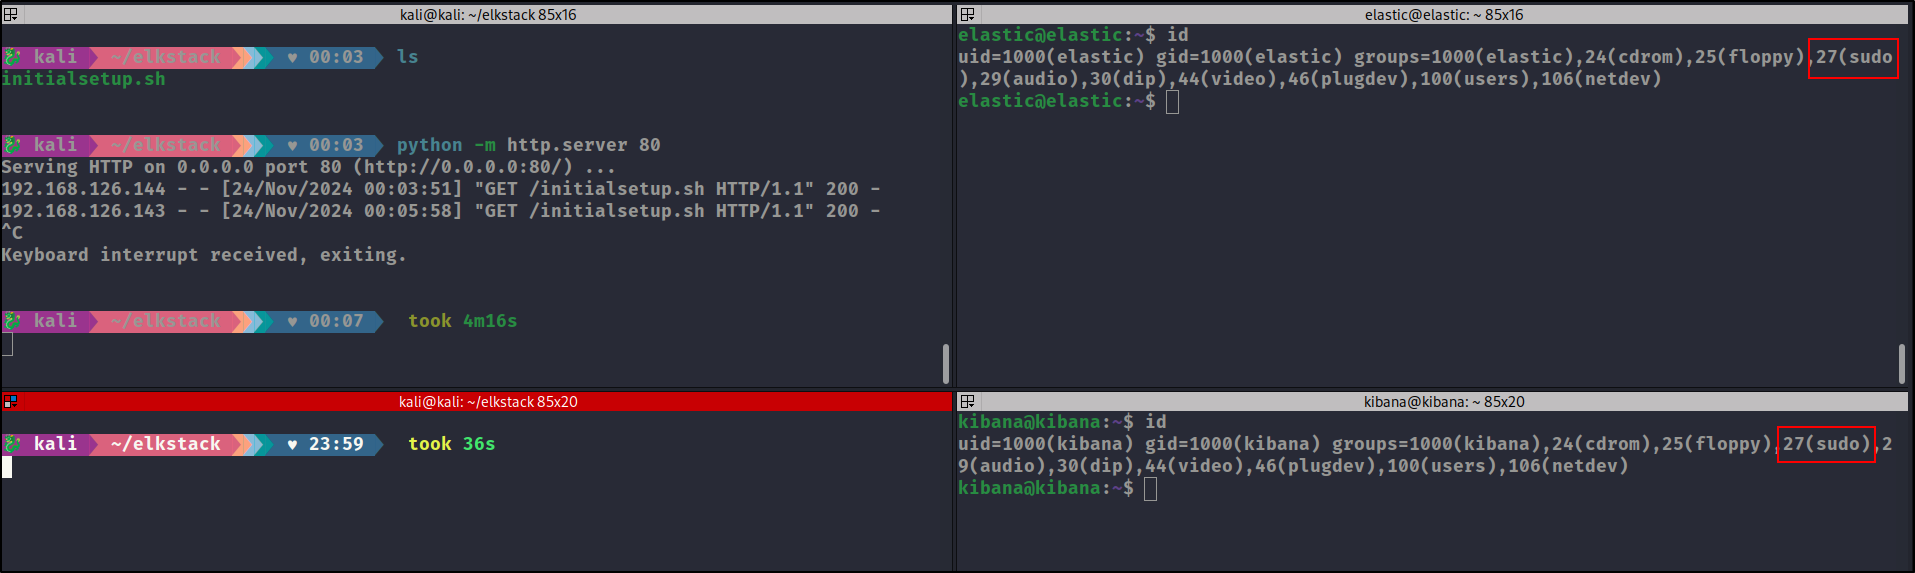 kali@kali: ~/elkstack 85x16
kali ~/elkstack ♥ 00:03 ls
initialsetup.sh
kali ~/elkstack ♥ 00:03 python -m http.server 80
Serving HTTP on 0.0.0.0 port 80 (http://0.0.0.0:80/) ...
192.168.126.144 - - [24/Nov/2024 00:03:51] "GET /initialsetup.sh HTTP/1.1" 200 -
192.168.126.143 - - [24/Nov/2024 00:05:58] "GET /initialsetup.sh HTTP/1.1" 200 -
^C
Keyboard interrupt received, exiting.
kali ~/elkstack ♥ 00:07 took 4m16s
elastic@elastic: ~ 85x16
elastic@elastic:~$ id
uid=1000(elastic) gid=1000(elastic) groups=1000(elastic),24(cdrom),25(floppy),27(sudo
),29(audio),30(dip),44(video),46(plugdev),100(users),106(netdev)
elastic@elastic:~$
kali@kali: ~/elkstack 85x20
kali ~/elkstack ♥ 23:59 took 36s
kibana@kibana: ~ 85x20
kibana@kibana:~$ id
uid=1000(kibana) gid=1000(kibana) groups=1000(kibana),24(cdrom),25(floppy),27(sudo),2
9(audio),30(dip),44(video),46(plugdev),100(users),106(netdev)
kibana@kibana:~$